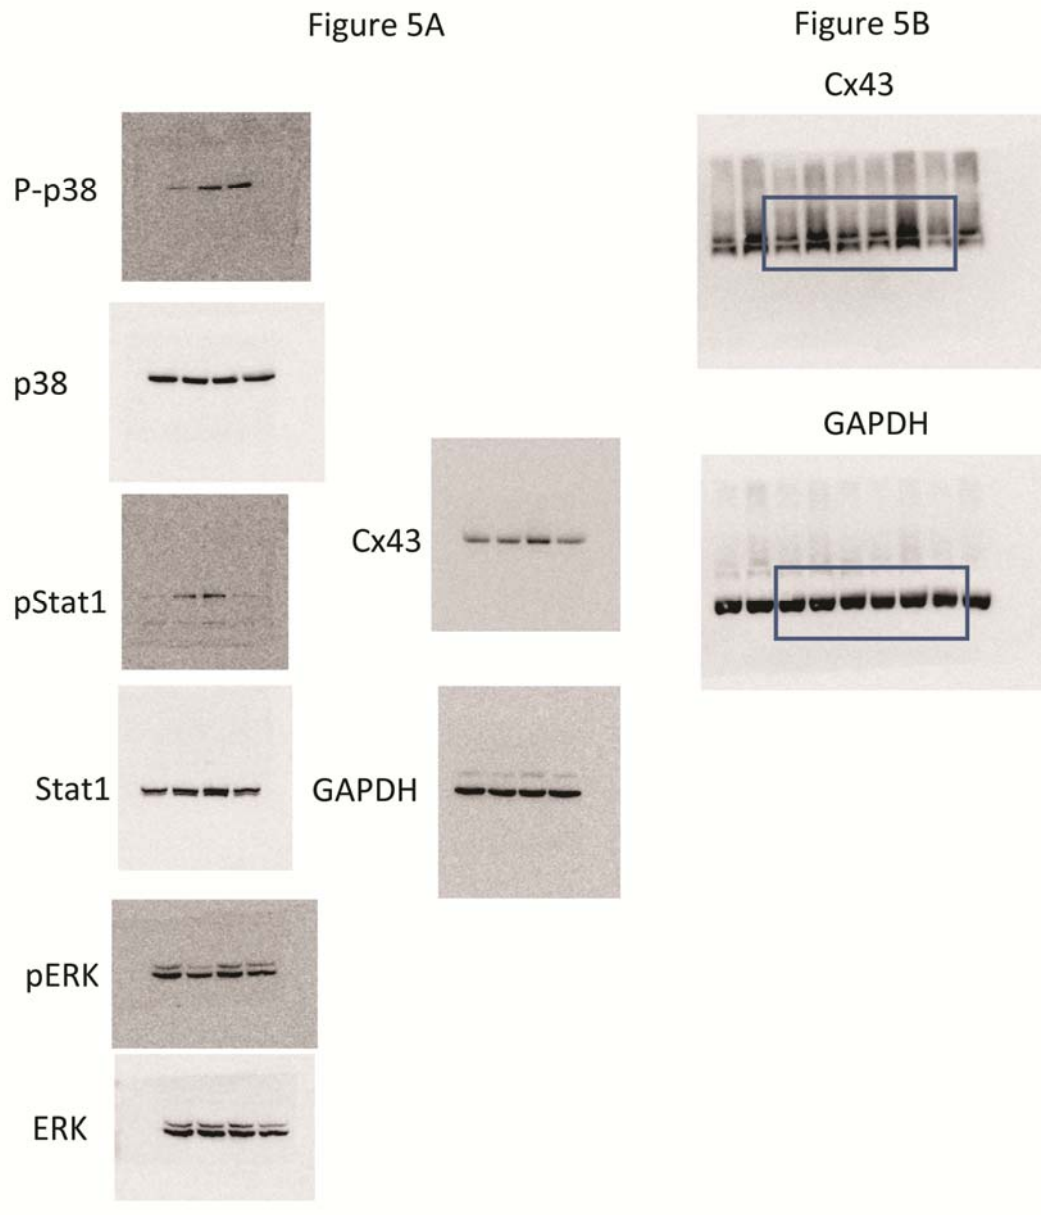 Figure 5A
P-p38
p38
pStat1
Stat1
pERK
ERK
Cx43
GAPDH
Figure 5B
Cx43
GAPDH